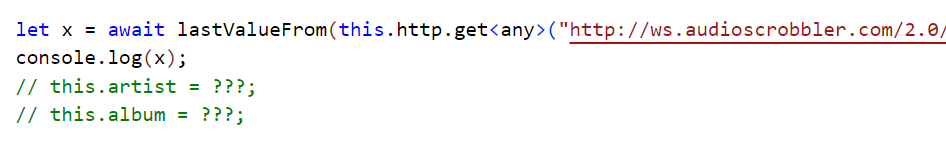 let x = await lastValueFrom(this.http.get<any>("http://ws.audioscrobbler.com/2.0/
console.log(x);
// this.artist = ???;
// this.album = ???;